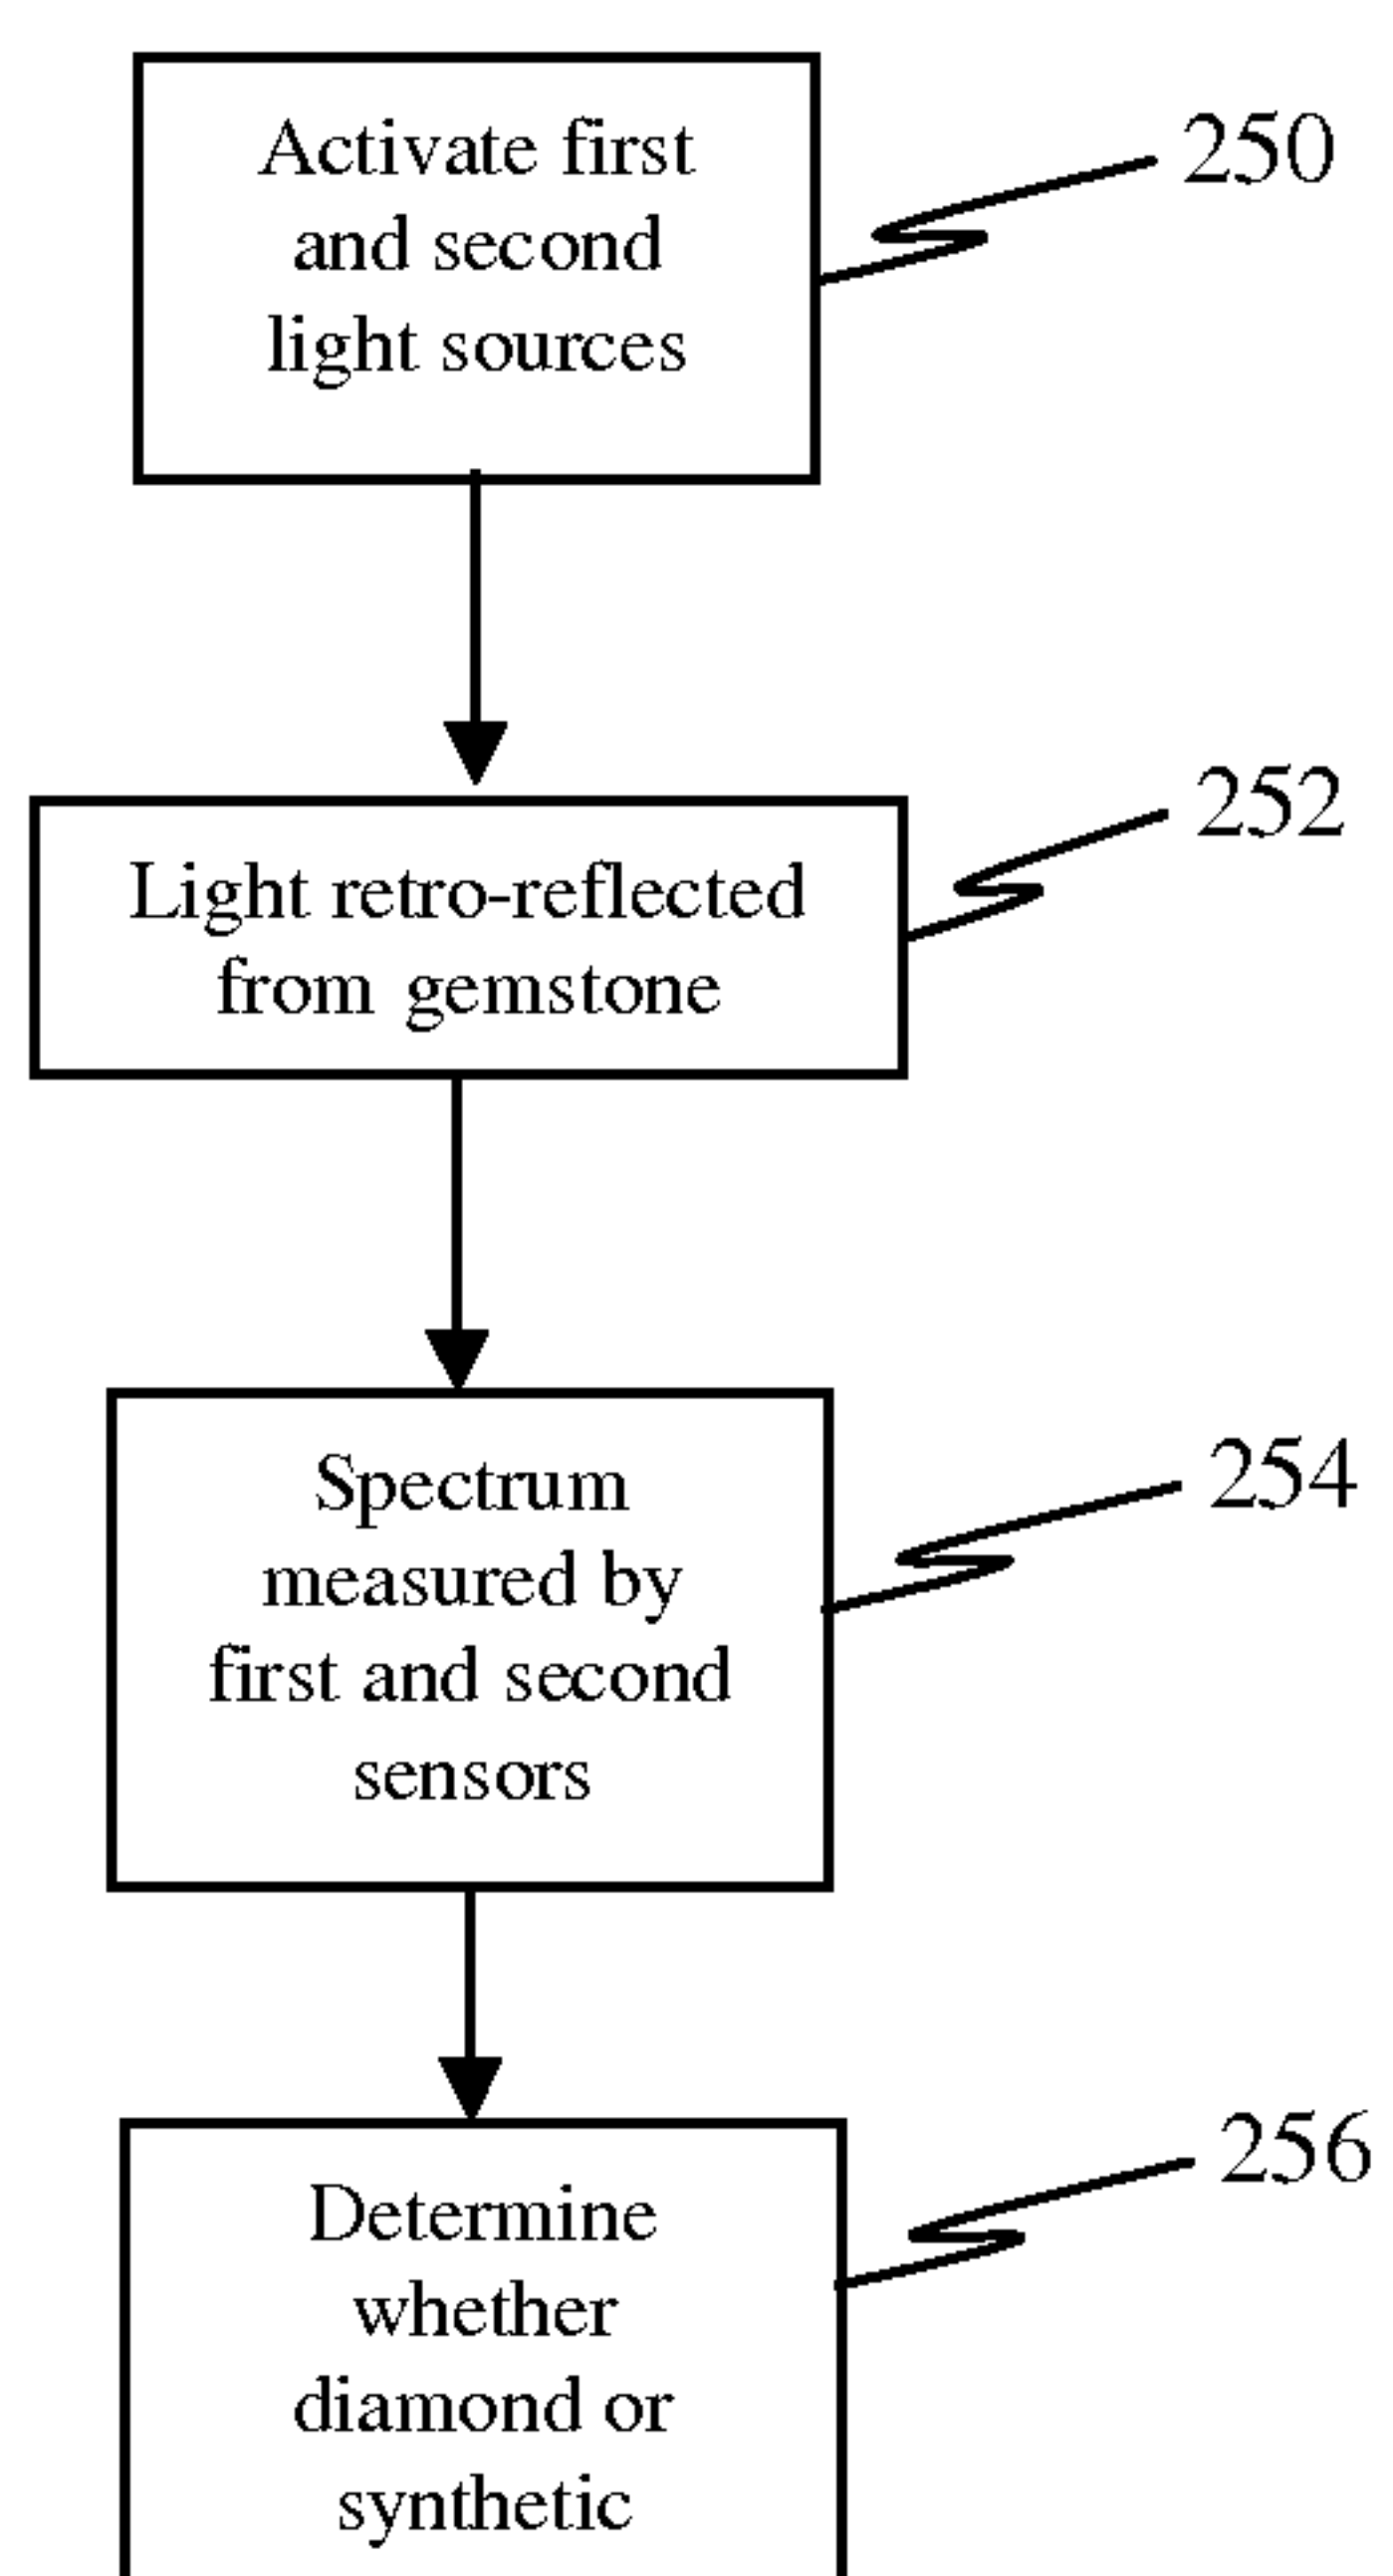 Activate first
and second
light sources
250
Light retro-reflected
from gemstone
252
Spectrum
measured by
first and second
sensors
254
Determine
whether
diamond or
synthetic
256